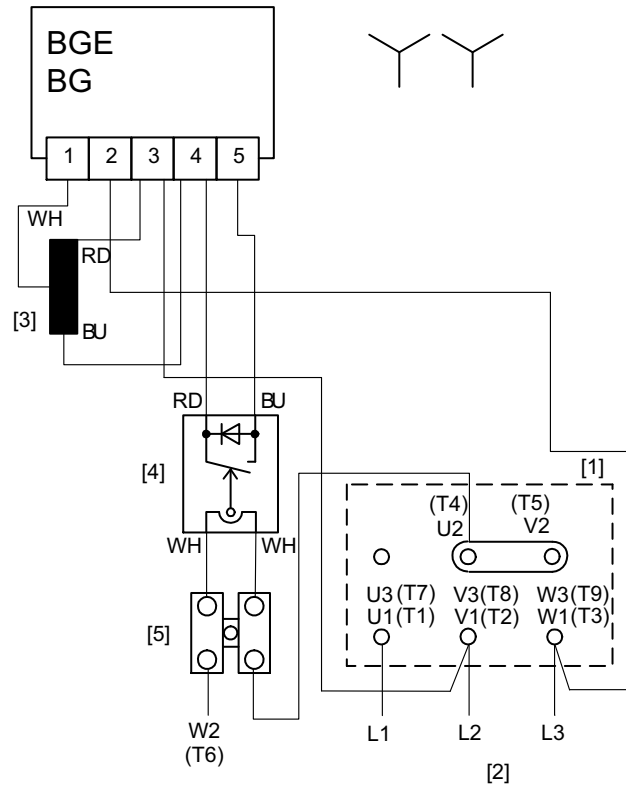 BGE
BG
1 2 3 4 5
WH
RD
[3]
BU
RD BU
[4]
[1]
(T4) (T5)
U2 V2
WH WH
U3 (T7) V3 (T8) W3 (T9)
U1 (T1) V1 (T2) W1 (T3)
[5]
W2
(T6)
L1 L2 L3
[2]